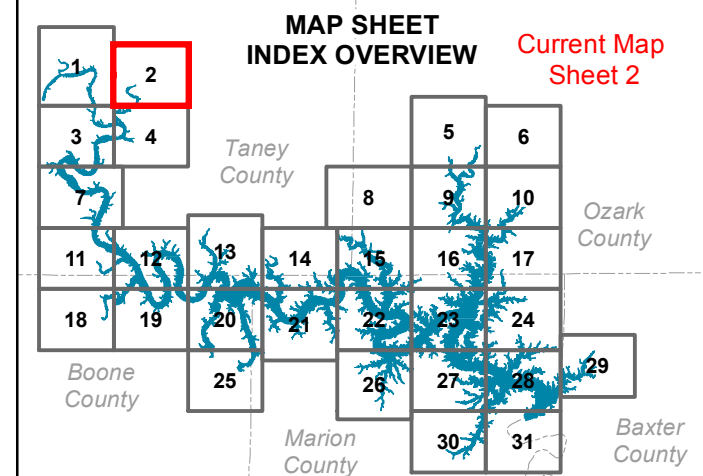 MAP SHEET
INDEX OVERVIEW
Current Map
Sheet 2
1
2
3
4
5
6
Taney
County
7
8
9
10
Ozark
County
11
12
13
14
15
16
17
18
19
20
21
22
23
24
Boone
County
25
26
27
28
29
Marion
County
30
31
Baxter
County